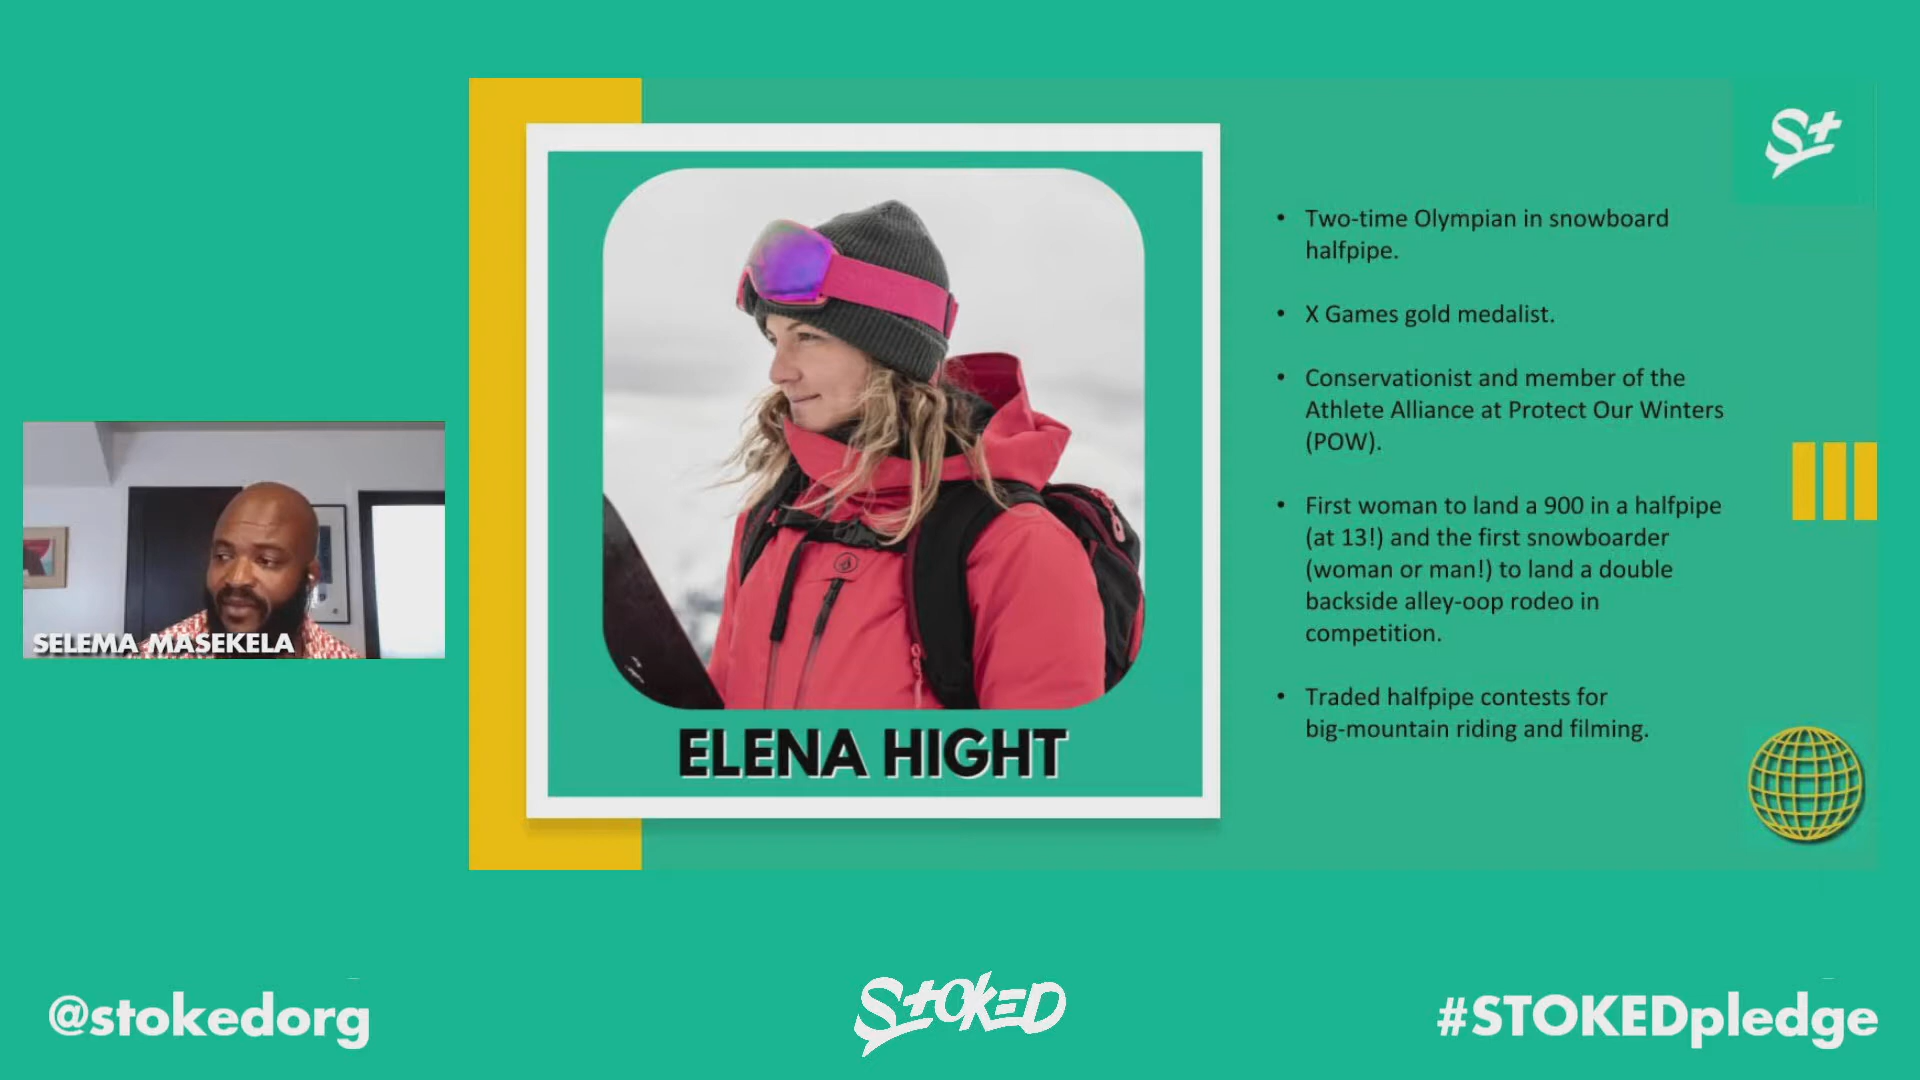 S+
• Two-time Olympian in snowboard
halfpipe.
• X Games gold medalist.
• Conservationist and member of the
Athlete Alliance at Protect Our Winters
(POW).
• First woman to land a 900 in a halfpipe
(at 13!) and the first snowboarder
(woman or man!) to land a double
backside alley-oop rodeo in
competition.
• Traded halfpipe contests for
big-mountain riding and filming.
ELENA HIGHT
SELEMA MASEKELA
@stokedorg
STOKED
#STOKEDpledge